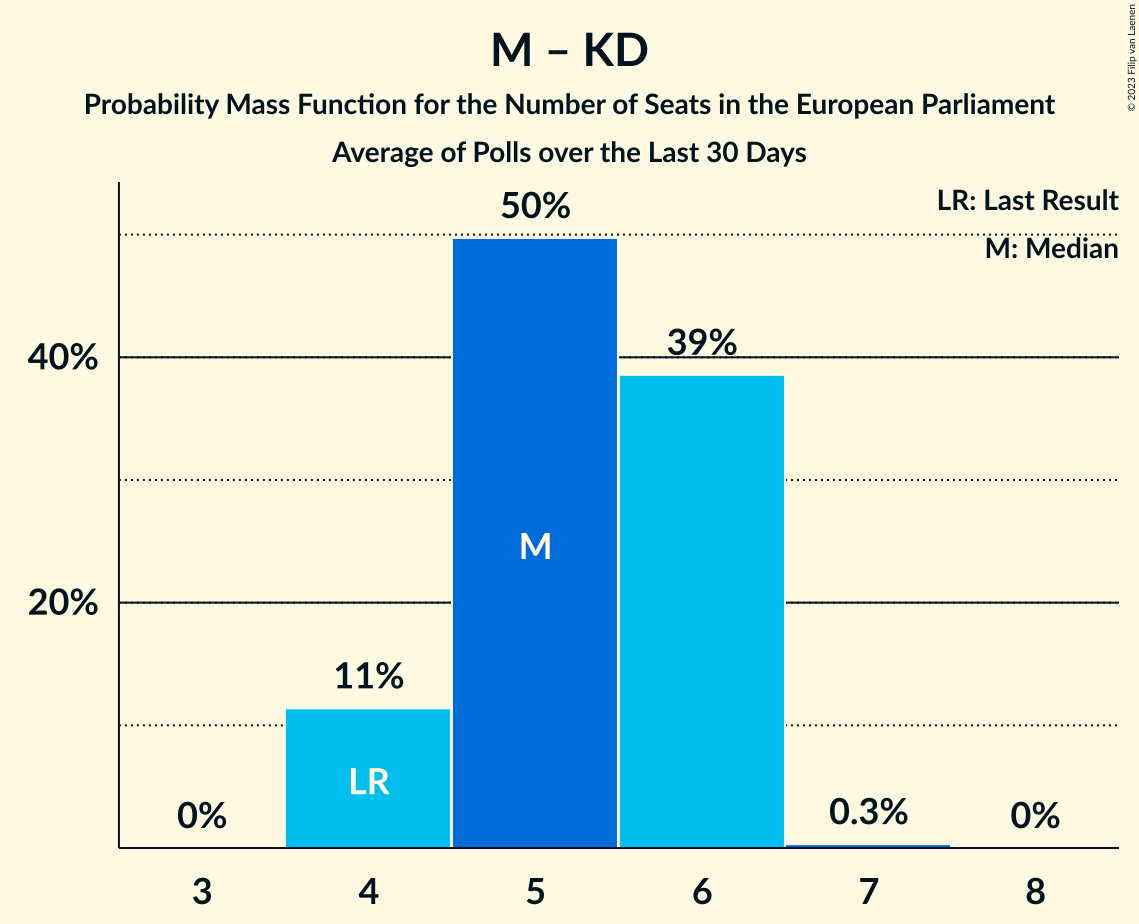 M – KD
Probability Mass Function for the Number of Seats in the European Parliament
Average of Polls over the Last 30 Days
© 2023 Filip van Laenen
LR: Last Result
M: Median
50%
39%
40%
M
20%
11%
LR
0%
0.3%
0%
3 4 5 6 7 8